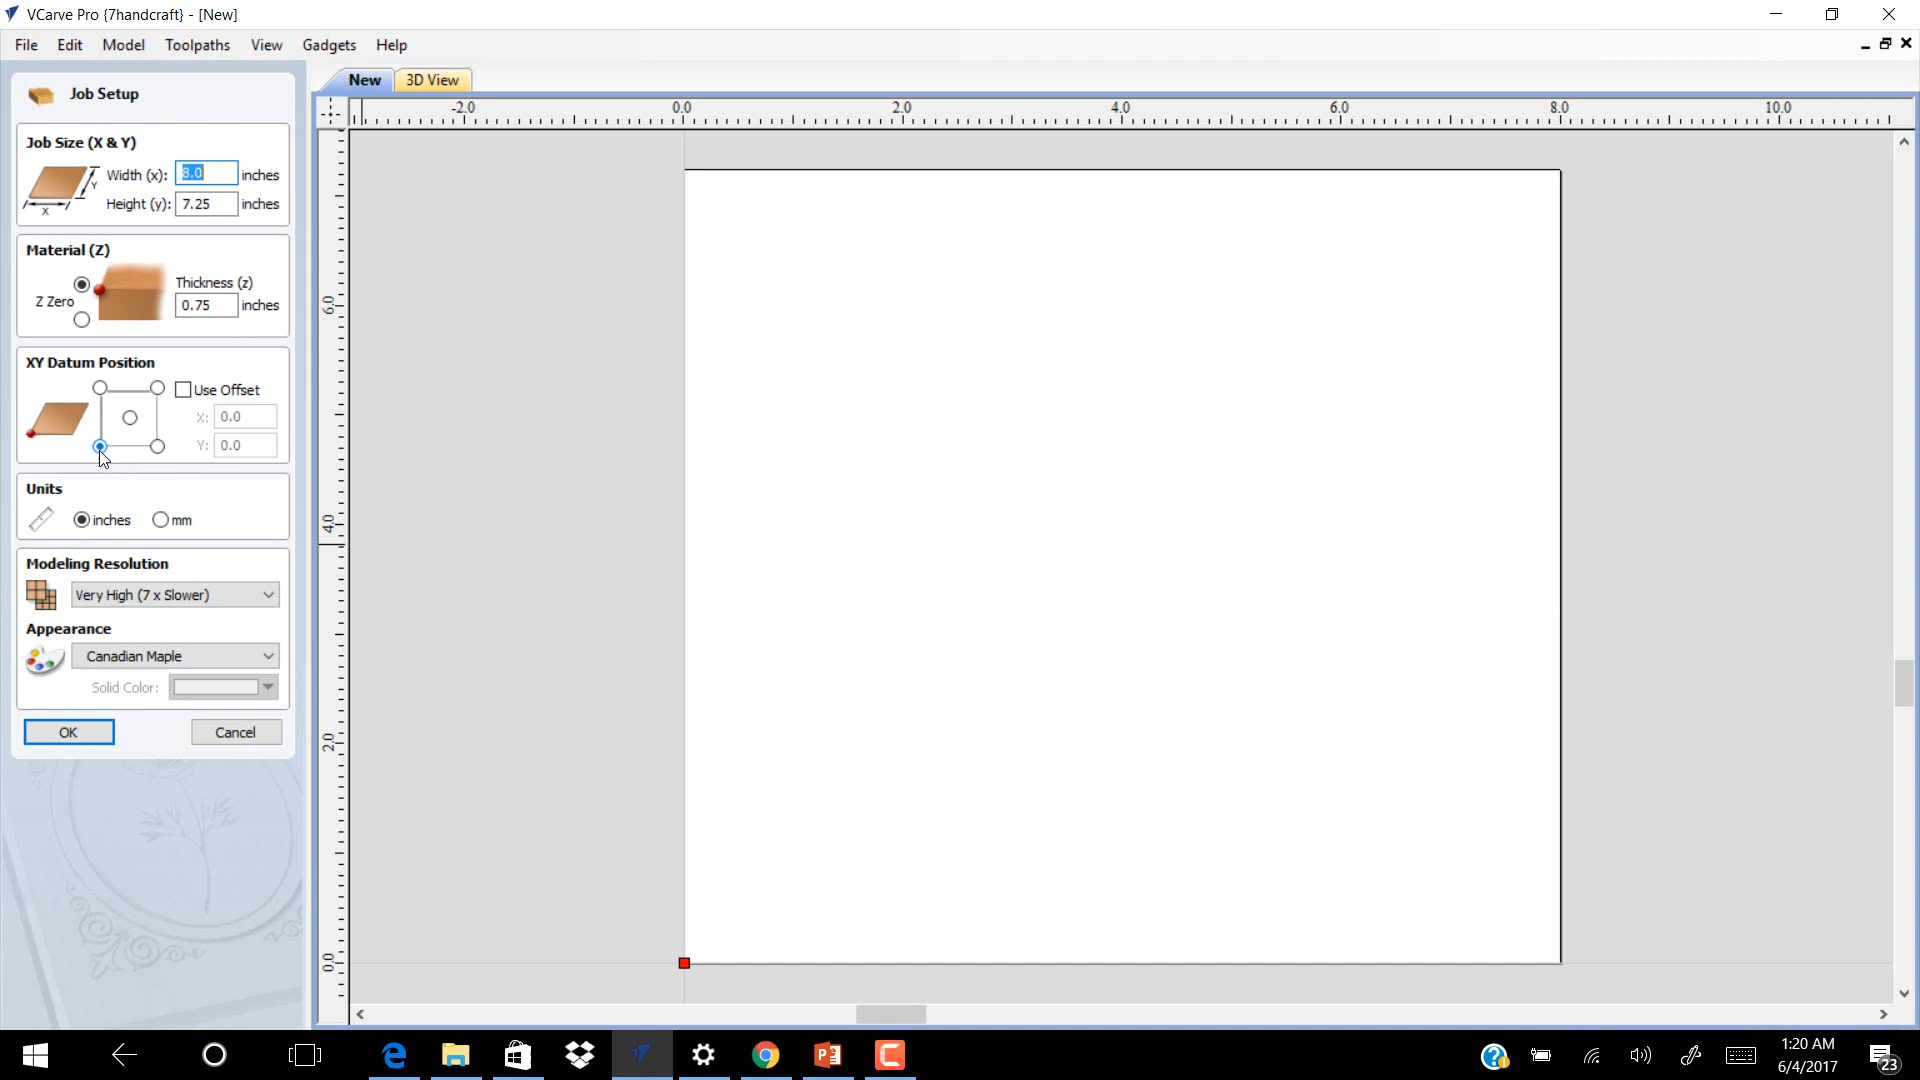 VCarve Pro {7handcraft} - [New]
File Edit Model Toolpaths View Gadgets Help
New 3D View
Job Setup
-2.0 0.0 2.0 4.0 6.0 8.0 10.0
Job Size (X & Y)
Width (x): 8.0 inches
Y
Height (y): 7.25 inches
X
Material (Z)
Thickness (z)
Z Zero 0.75 inches
XY Datum Position
Use Offset
X: 0.0
Y: 0.0
Units
inches mm
Modeling Resolution
Very High (7 x Slower)
Appearance
Canadian Maple
Solid Color:
OK Cancel
6.0
4.0
2.0
0.0
1:20 AM
6/4/2017
23